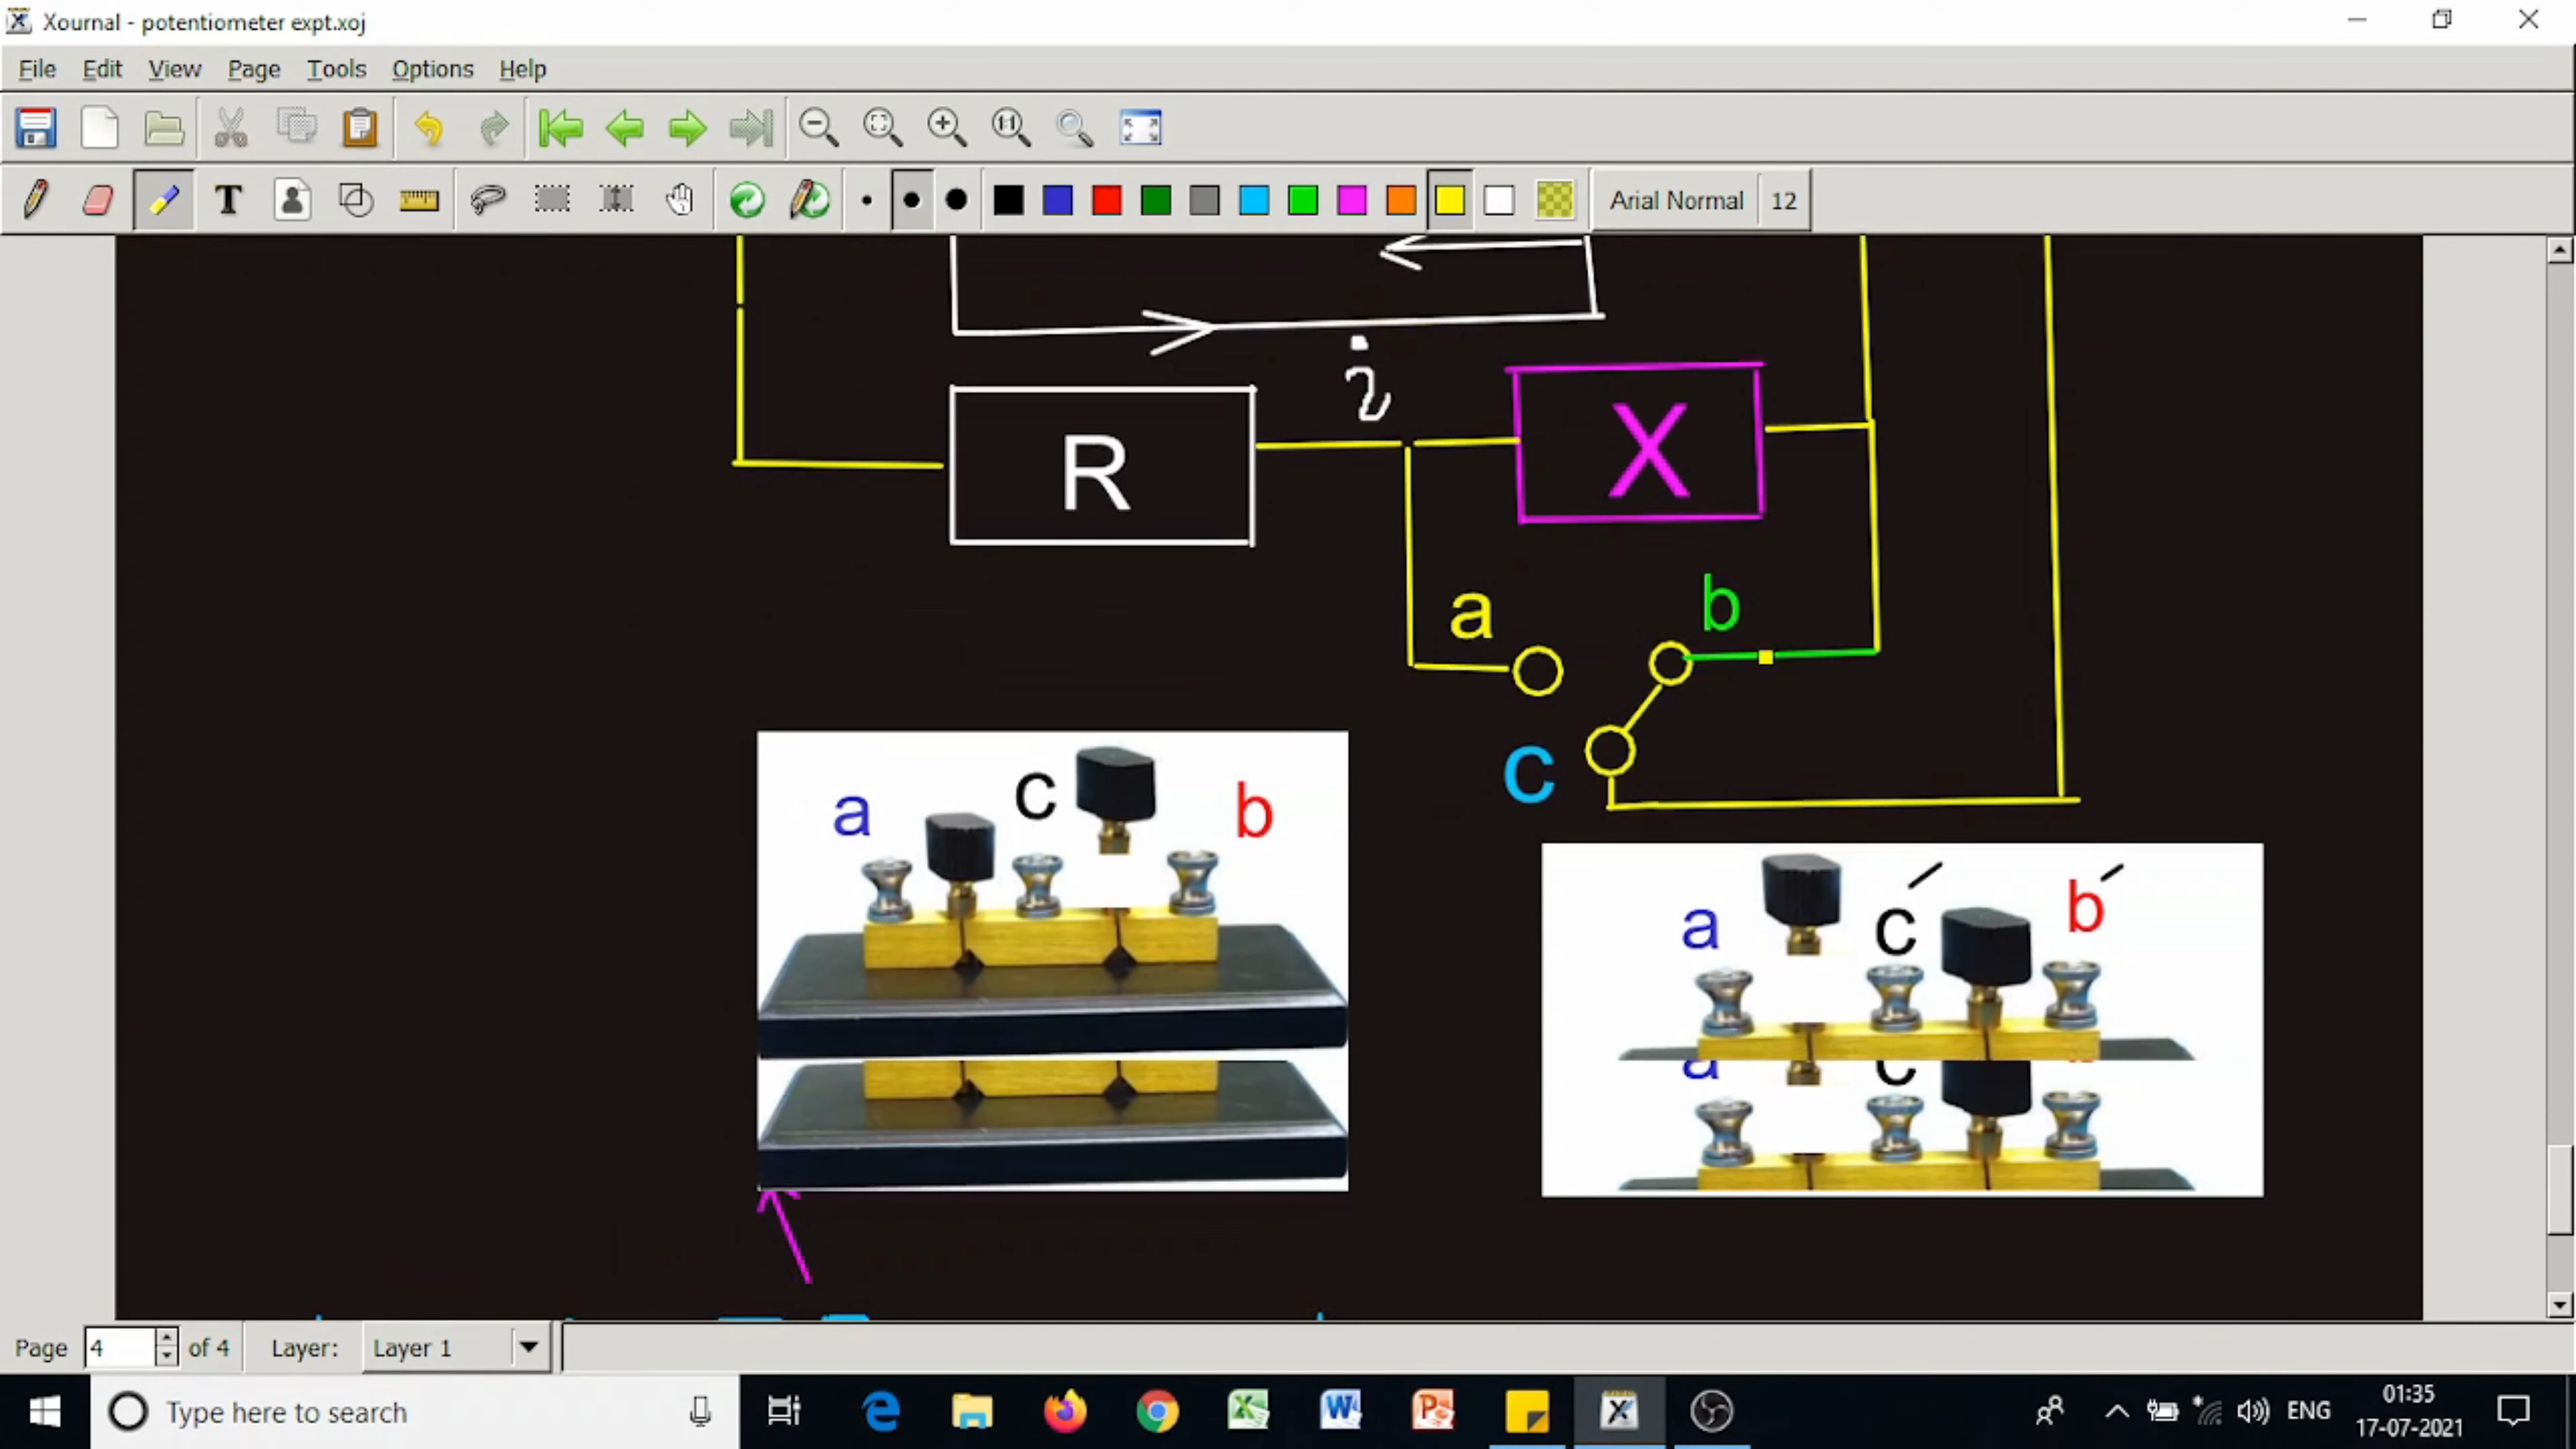 Xournal - potentiometer expt.xoj
File Edit View Page Tools Options Help
T Arial Normal 12
i
R X
a b
c
a c b
a c´ b´
a c
Page 4 of 4 Layer: Layer 1
Type here to search
ENG
01:35
17-07-2021